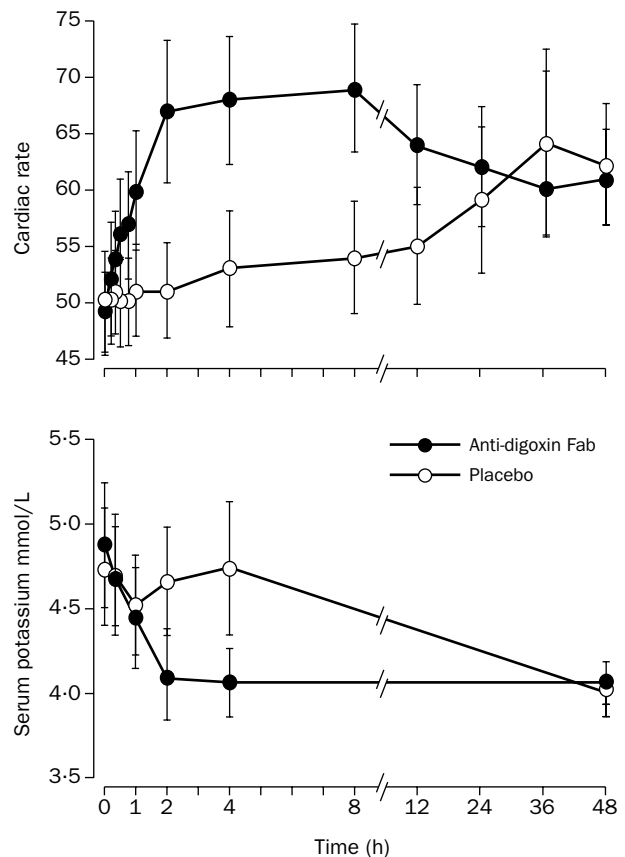 75
70
65
60
55
50
45
Cardiac rate
5·5
5·0
4·5
4·0
3·5
Serum potassium mmol/L
Anti-digoxin Fab
Placebo
0 1 2 4 8 12 24 36 48
Time (h)